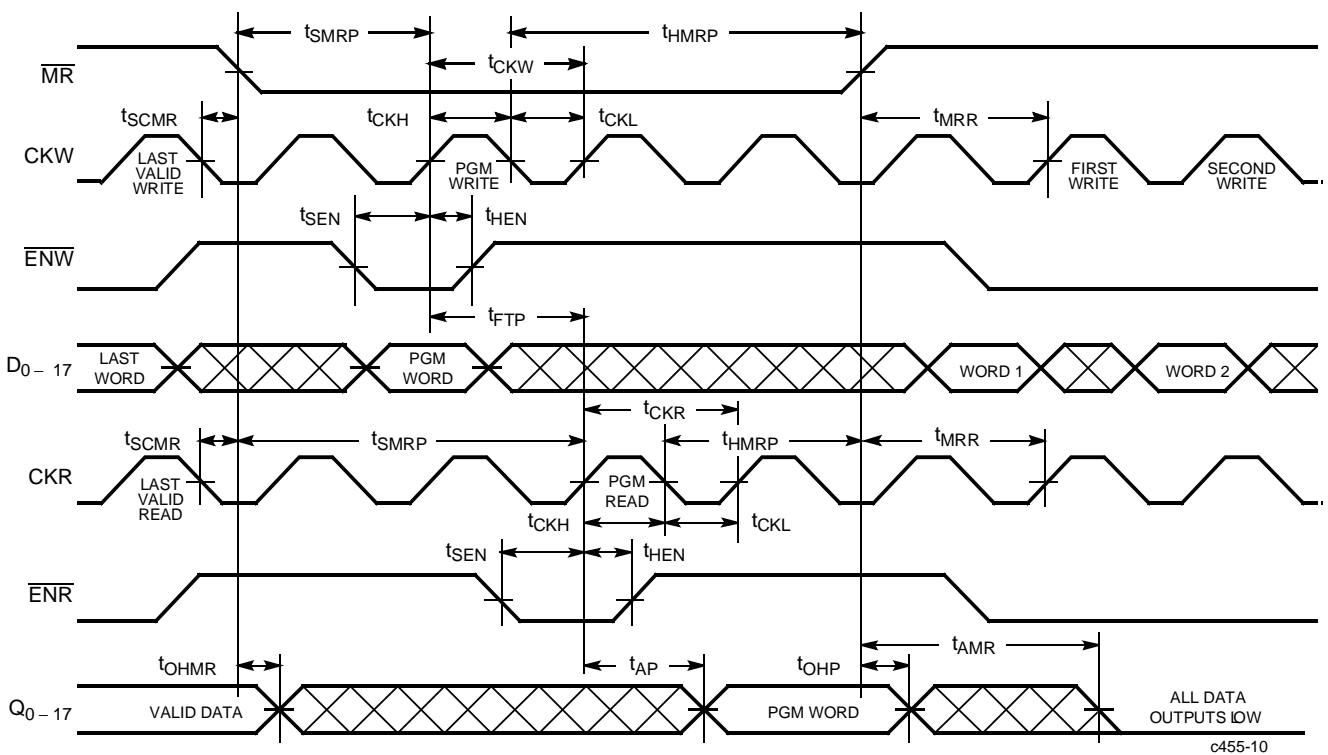 tSMRP
tHMRP
MR
tCKW
tSCMR
tCKH
tCKL
tMRR
CKW
LAST
VALID
WRITE
PGM
WRITE
FIRST
WRITE
SECOND
WRITE
tSEN
tHEN
ENW
tFTP
D0 – 17
LAST
WORD
PGM
WORD
WORD 1
WORD 2
tCKR
tSCMR
tSMRP
tHMRP
tMRR
CKR
LAST
VALID
READ
PGM
READ
tCKH
tCKL
tSEN
tHEN
ENR
tOHMR
tAP
tOHP
tAMR
Q0 – 17
VALID DATA
PGM WORD
ALL DATA
OUTPUTS LOW
c455-10